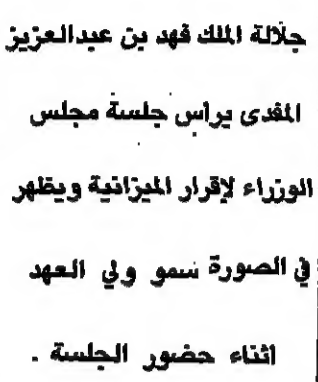 جلالة الملك فهد بن عبدالعزيز
المفدى يرأس جلسة مجلس
الوزراء لإقرار الميزانية ويظهر
في الصورة سمو ولي العهد
اثناء حضور الجلسة .